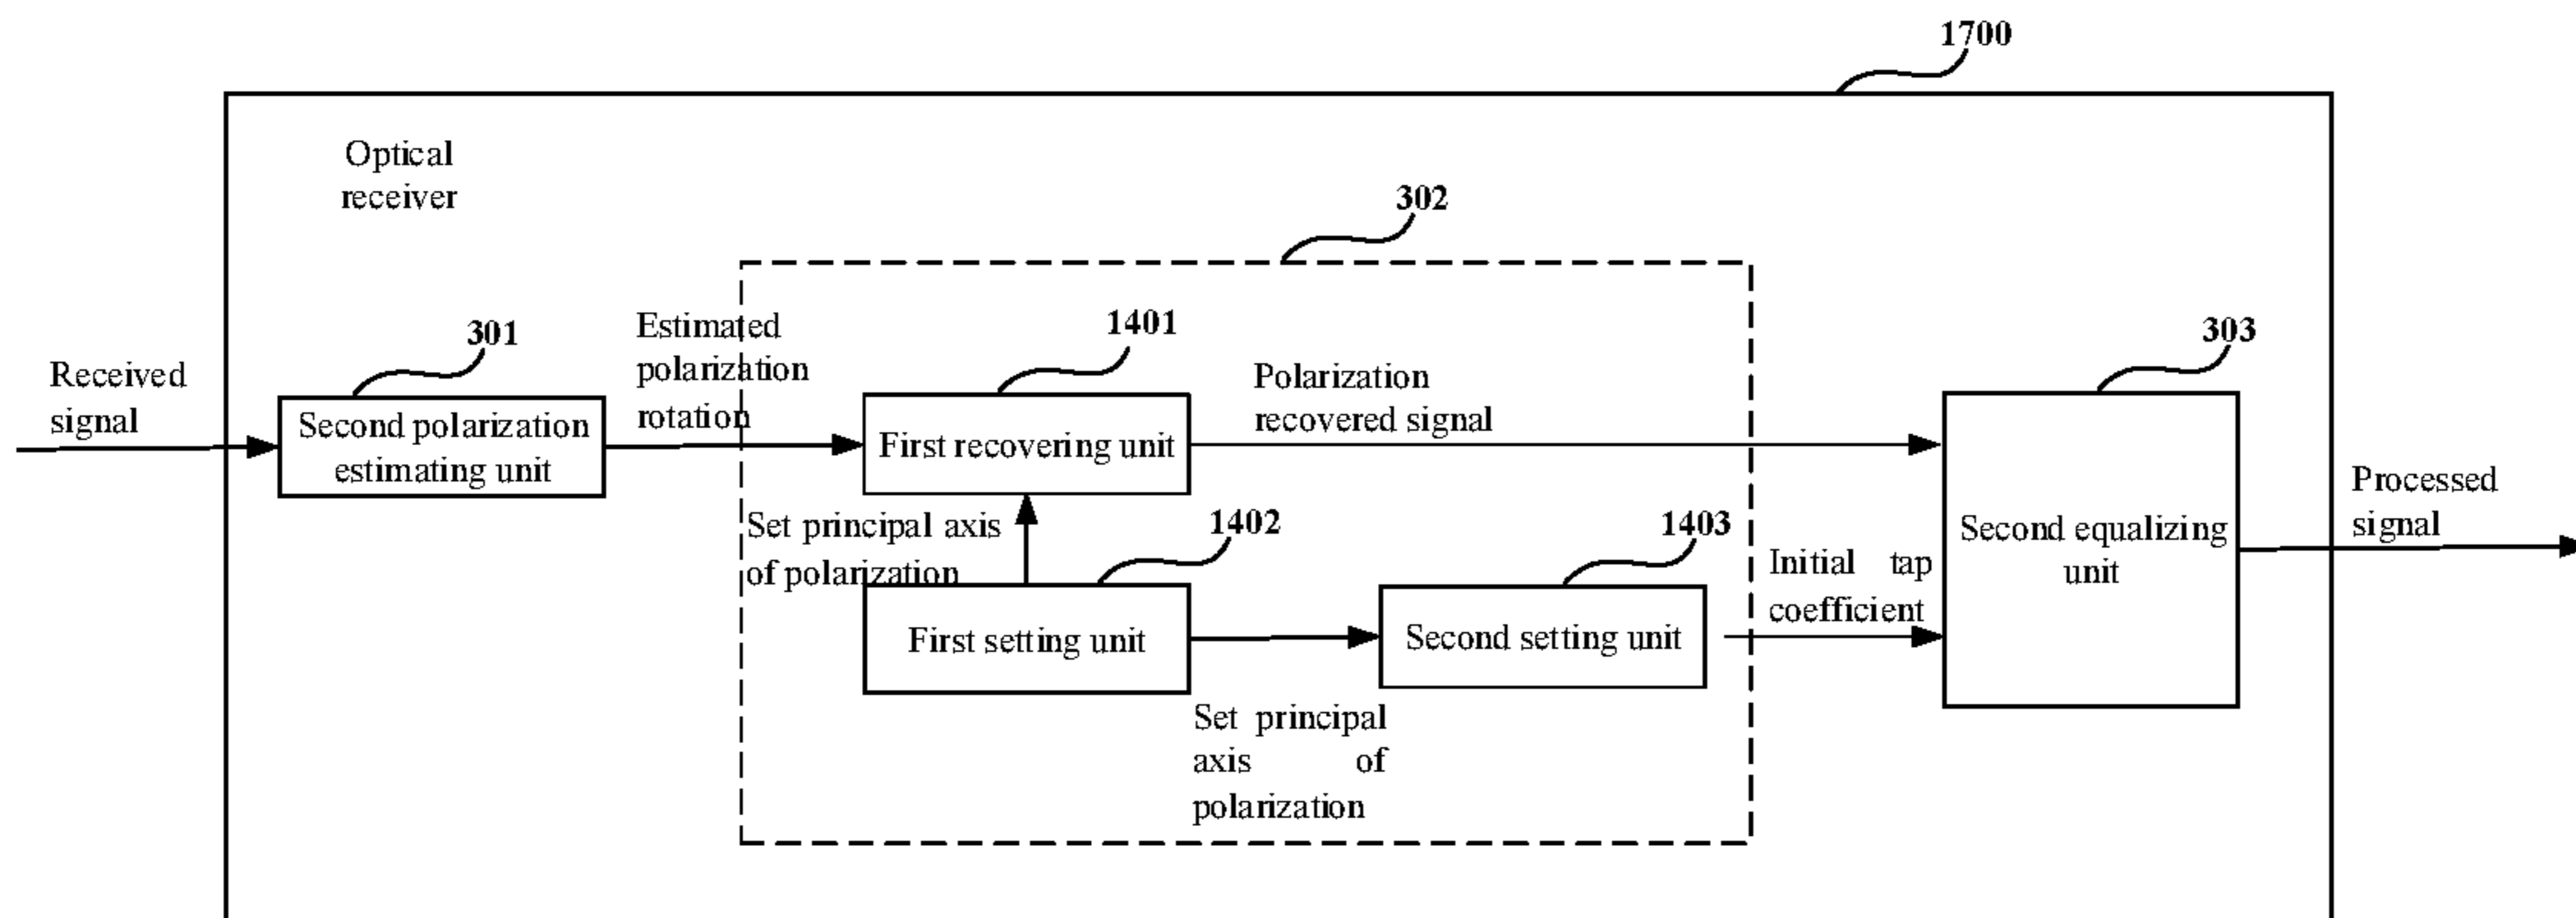 1700
Optical
receiver
302
301
Estimated
polarization
rotation
1401
303
Received
signal
Polarization
recovered signal
Second polarization
estimating unit
First recovering unit
Set principal axis
of polarization
1402
1403
Processed
signal
Second equalizing
unit
Initial tap
coefficient
First setting unit
Second setting unit
Set principal
axis of
polarization